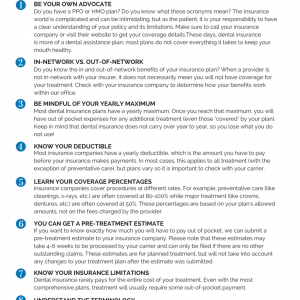 1 BE YOUR OWN ADVOCATE
Do you have a PPO or HMO plan? Do you know what these acronyms mean? The insurance
world is complicated and can be intimidating, but as the patient, it is your responsibility to have
a clear understanding of your policy and its limitations. Make sure to call your insurance
company or visit their website to get your coverage details.These days, dental insurance
is more of a dental assistance plan; most plans do not cover everything it takes to keep your
mouth healthy.
2 IN-NETWORK VS. OUT-OF-NETWORK
Do you know the in and out-of-network benefits of your insurance plan? When a provider is
not in-network with your insurer, it does not necessarily mean you will not have coverage for
your treatment. Check with your insurance company to determine how your benefits work
within our office.
3 BE MINDFUL OF YOUR YEARLY MAXIMUM
Most dental insurance plans have a yearly maximum. Once you reach that maximum, you will
have out of pocket expenses for any additional treatment (even those "covered" by your plan).
Keep in mind that dental insurance does not carry over year to year, so you lose what you do
not use!
4 KNOW YOUR DEDUCTIBLE
Most insurance companies have a yearly deductible, which is the amount you have to pay
before your insurance makes payments. In most cases, this applies to all treatment (with the
exception of preventative care), but plans vary so it is important to check with your carrier.
5 LEARN YOUR COVERAGE PERCENTAGES
Insurance companies cover procedures at different rates. For example, preventative care (like
cleanings, x-rays, etc.) are often covered at 80-100% while major treatment (like crowns,
dentures, etc.) are often covered at 50%. These percentages are based on your plan's allowed
amounts, not on the fees charged by the provider.
6 YOU CAN GET A PRE-TREATMENT ESTIMATE
If you want to know exactly how much you will have to pay out of pocket, we can submit a
pre-treatment estimate to your insurance company. Please note that these estimates may
take 4-6 weeks to be processed by your carrier and can only be filed if there are no other
outstanding claims. These estimates are for planned treatment, but will not take into account
any changes to your treatment plan after the estimate was submitted.
7 KNOW YOUR INSURANCE LIMITATIONS
Dental insurance rarely pays for the entire cost of your treatment. Even with the most
comprehensive plans, treatment will usually require some out-of-pocket payment.
8 UNDERSTAND THE TERMINOLOGY